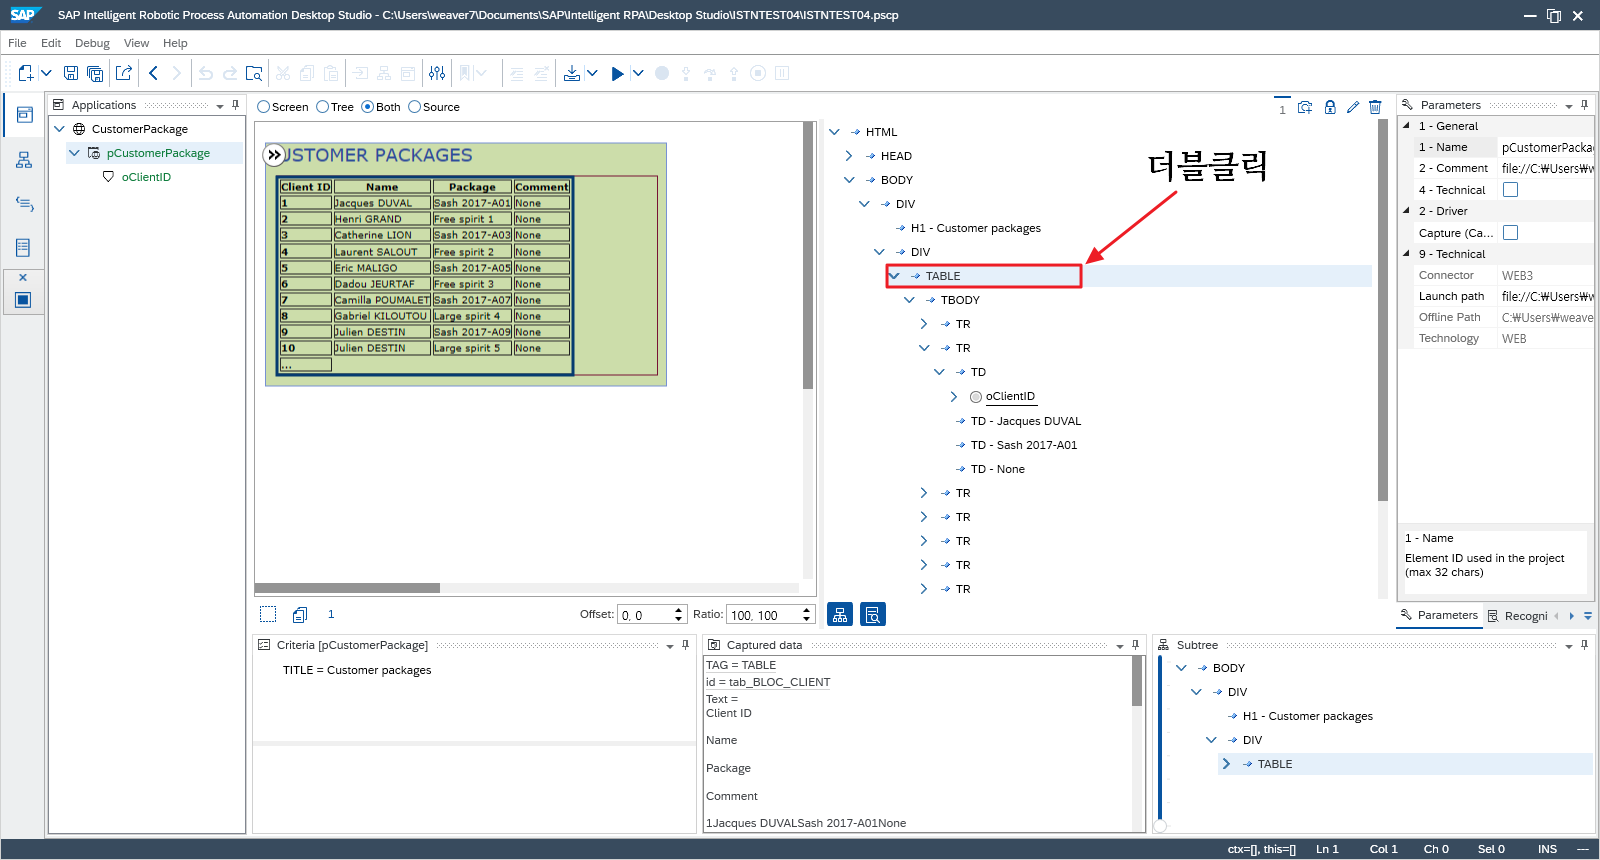 SAP Intelligent Robotic Process Automation Desktop Studio - C:\Users\weaver7\Documents\SAP\Intelligent RPA\Desktop Studio\ISTNTEST04\ISTNTEST04.pscp
File Edit Debug View Help
Applications
CustomerPackage
pCustomerPackage
oClientID
Screen Tree Both Source
USTOMER PACKAGES
Client ID Name Package Comment
1 Jacques DUVAL Sash 2017-A01 None
2 Henri GRAND Free spirit 1 None
3 Catherine LION Sash 2017-A03 None
4 Laurent SALOUT Free spirit 2 None
5 Eric MALIGO Sash 2017-A05 None
6 Dadou JEURTAF Free spirit 3 None
7 Camilla POUMALET Sash 2017-A07 None
8 Gabriel KILOUTOU Large spirit 4 None
9 Julien DESTIN Sash 2017-A09 None
10 Julien DESTIN Large spirit 5 None
...
1
Offset: 0, 0 Ratio: 100, 100
1
HTML
HEAD
BODY
DIV
H1 - Customer packages
DIV
TABLE
TBODY
TR
TR
TD
oClientID
TD - Jacques DUVAL
TD - Sash 2017-A01
TD - None
TR
TR
TR
TR
TR
더블클릭
Parameters
1 - General
1 - Name pCustomerPacka
2 - Comment file://C:₩Users₩w
4 - Technical
2 - Driver
Capture (Ca...
9 - Technical
Connector WEB3
Launch path file://C:₩Users₩w
Offline Path C:₩Users₩weave
Technology WEB
1 - Name
Element ID used in the project
(max 32 chars)
Parameters Recogni
Criteria [pCustomerPackage]
TITLE = Customer packages
Captured data
TAG = TABLE
id = tab_BLOC_CLIENT
Text =
Client ID
Name
Package
Comment
1Jacques DUVALSash 2017-A01None
Subtree
BODY
DIV
H1 - Customer packages
DIV
TABLE
ctx=[], this=[] Ln 1 Col 1 Ch 0 Sel 0 INS ---